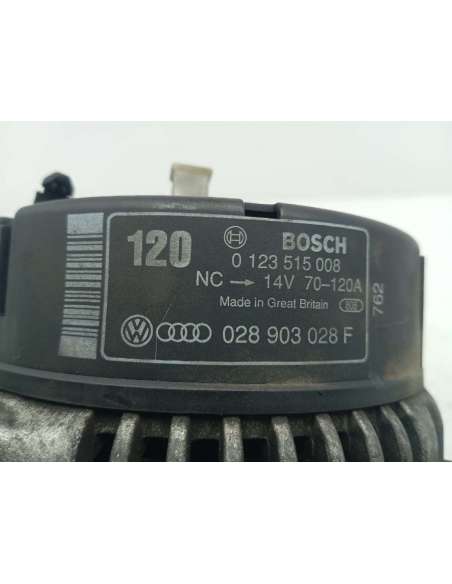 120 BOSCH
0 123 515 008
NC → 14V 70-120A
Made in Great Britain
028 903 028 F
762